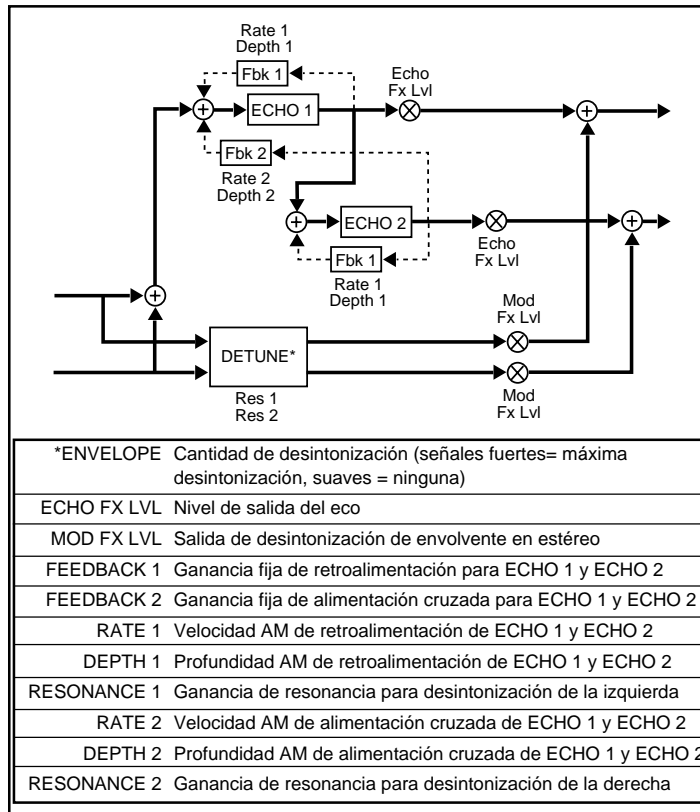 Rate 1
Depth 1
Fbk 1
Echo
Fx Lvl
ECHO 1
Fbk 2
Rate 2
Depth 2
ECHO 2
Echo
Fx Lvl
Fbk 1
Rate 1
Depth 1
Mod
Fx Lvl
DETUNE*
Res 1
Res 2
Mod
Fx Lvl
*ENVELOPE Cantidad de desintonización (señales fuertes= máxima
desintonización, suaves = ninguna)
ECHO FX LVL Nivel de salida del eco
MOD FX LVL Salida de desintonización de envolvente en estéreo
FEEDBACK 1 Ganancia fija de retroalimentación para ECHO 1 y ECHO 2
FEEDBACK 2 Ganancia fija de alimentación cruzada para ECHO 1 y ECHO 2
RATE 1 Velocidad AM de retroalimentación de ECHO 1 y ECHO 2
DEPTH 1 Profundidad AM de retroalimentación de ECHO 1 y ECHO 2
RESONANCE 1 Ganancia de resonancia para desintonización de la izquierda
RATE 2 Velocidad AM de alimentación cruzada de ECHO 1 y ECHO 2
DEPTH 2 Profundidad AM de alimentación cruzada de ECHO 1 y ECHO 2
RESONANCE 2 Ganancia de resonancia para desintonización de la derecha